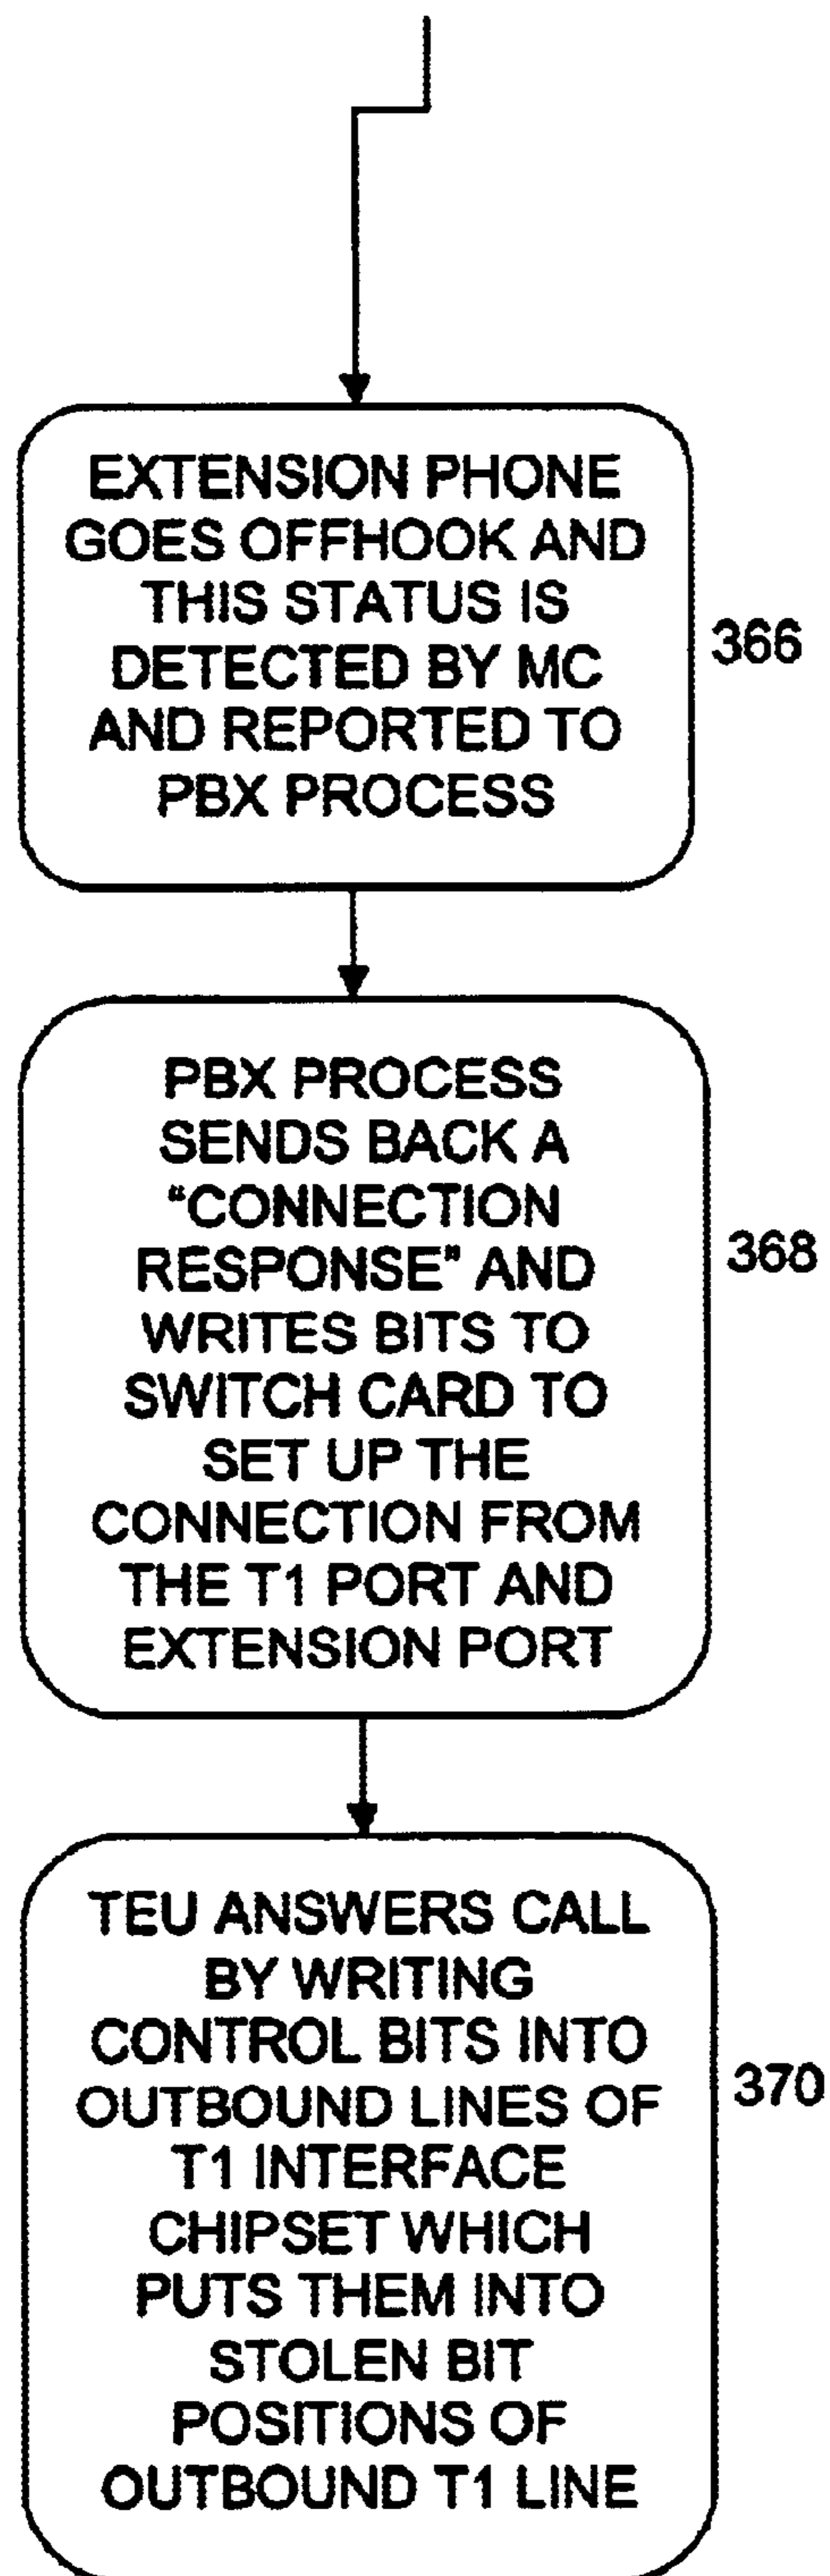 EXTENSION PHONE
GOES OFFHOOK AND
THIS STATUS IS
DETECTED BY MC
AND REPORTED TO
PBX PROCESS
366
PBX PROCESS
SENDS BACK A
"CONNECTION
RESPONSE" AND
WRITES BITS TO
SWITCH CARD TO
SET UP THE
CONNECTION FROM
THE T1 PORT AND
EXTENSION PORT
368
TEU ANSWERS CALL
BY WRITING
CONTROL BITS INTO
OUTBOUND LINES OF
T1 INTERFACE
CHIPSET WHICH
PUTS THEM INTO
STOLEN BIT
POSITIONS OF
OUTBOUND T1 LINE
370